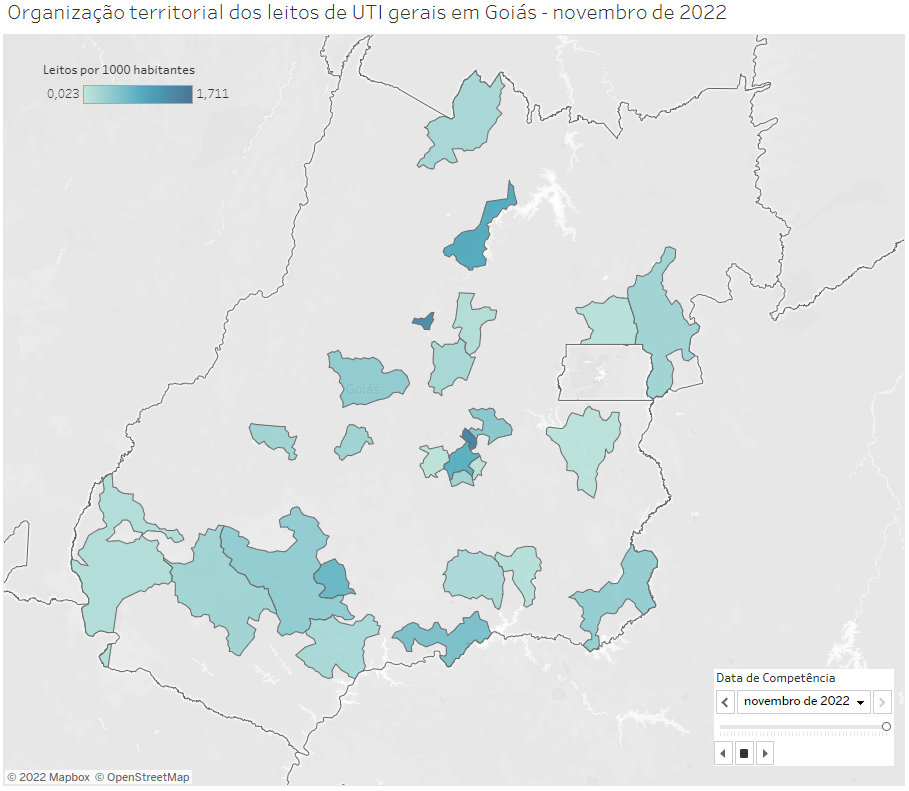 Organização territorial dos leitos de UTI gerais em Goiás - novembro de 2022
Leitos por 1000 habitantes
0,023 1,711
Goiás
Data de Competência
novembro de 2022
© 2022 Mapbox © OpenStreetMap